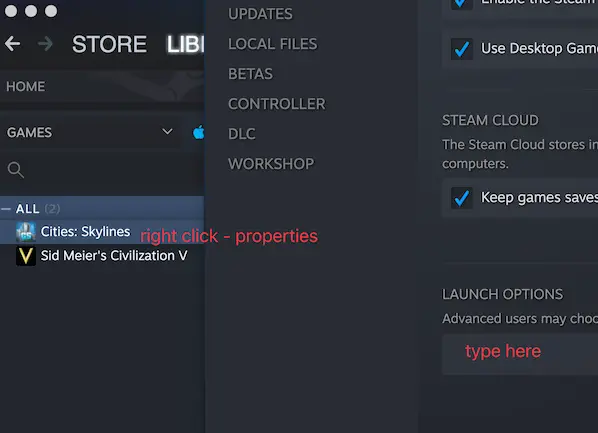 STORE LIB
HOME
GAMES
ALL (2)
Cities: Skylines
right click - properties
Sid Meier's Civilization V
UPDATES
LOCAL FILES
BETAS
CONTROLLER
DLC
WORKSHOP
Enable the Steam
Use Desktop Game
STEAM CLOUD
The Steam Cloud stores in
computers.
Keep games saves
LAUNCH OPTIONS
Advanced users may choo
type here